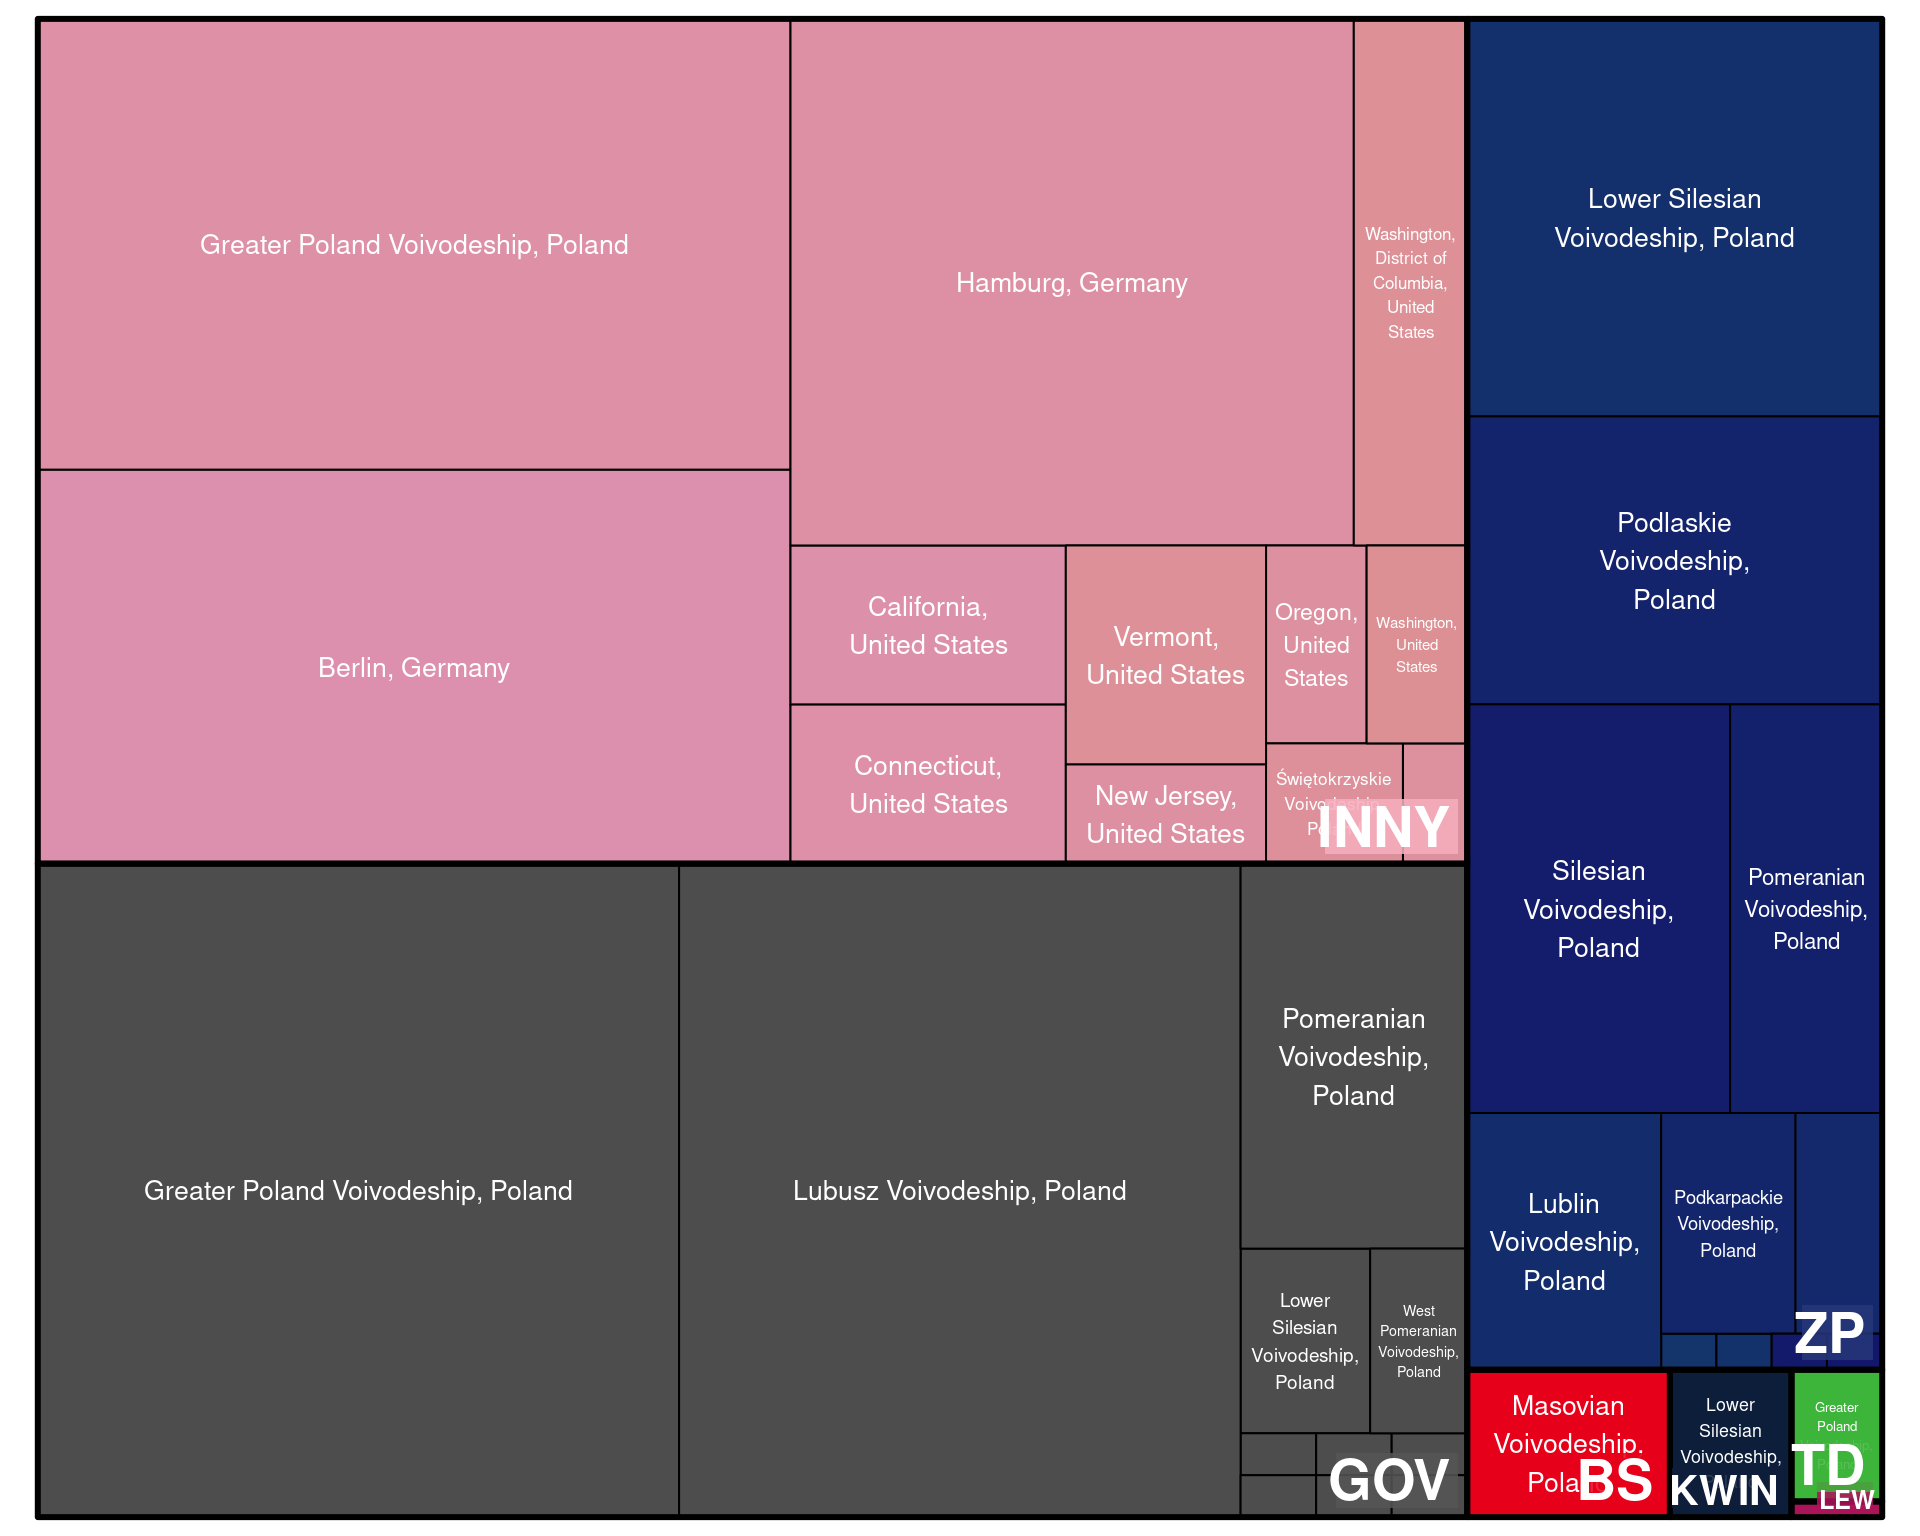 Greater Poland Voivodeship, Poland
Hamburg, Germany
Washington,
District of
Columbia,
United
States
Berlin, Germany
California,
United States
Connecticut,
United States
Vermont,
United States
New Jersey,
United States
Oregon,
United
States
Washington,
United
States
Świętokrzyskie
INNY
Greater Poland Voivodeship, Poland
Lubusz Voivodeship, Poland
Pomeranian
Voivodeship,
Poland
Lower
Silesian
Voivodeship,
Poland
West
Pomeranian
Voivodeship,
Poland
GOV
Lower Silesian
Voivodeship, Poland
Podlaskie
Voivodeship,
Poland
Silesian
Voivodeship,
Poland
Pomeranian
Voivodeship,
Poland
Lublin
Voivodeship,
Poland
Podkarpackie
Voivodeship,
Poland
ZP
Masovian
Voivodeship,
BS
Lower
Silesian
Voivodeship,
KWIN
Greater
Poland
TD
LEW